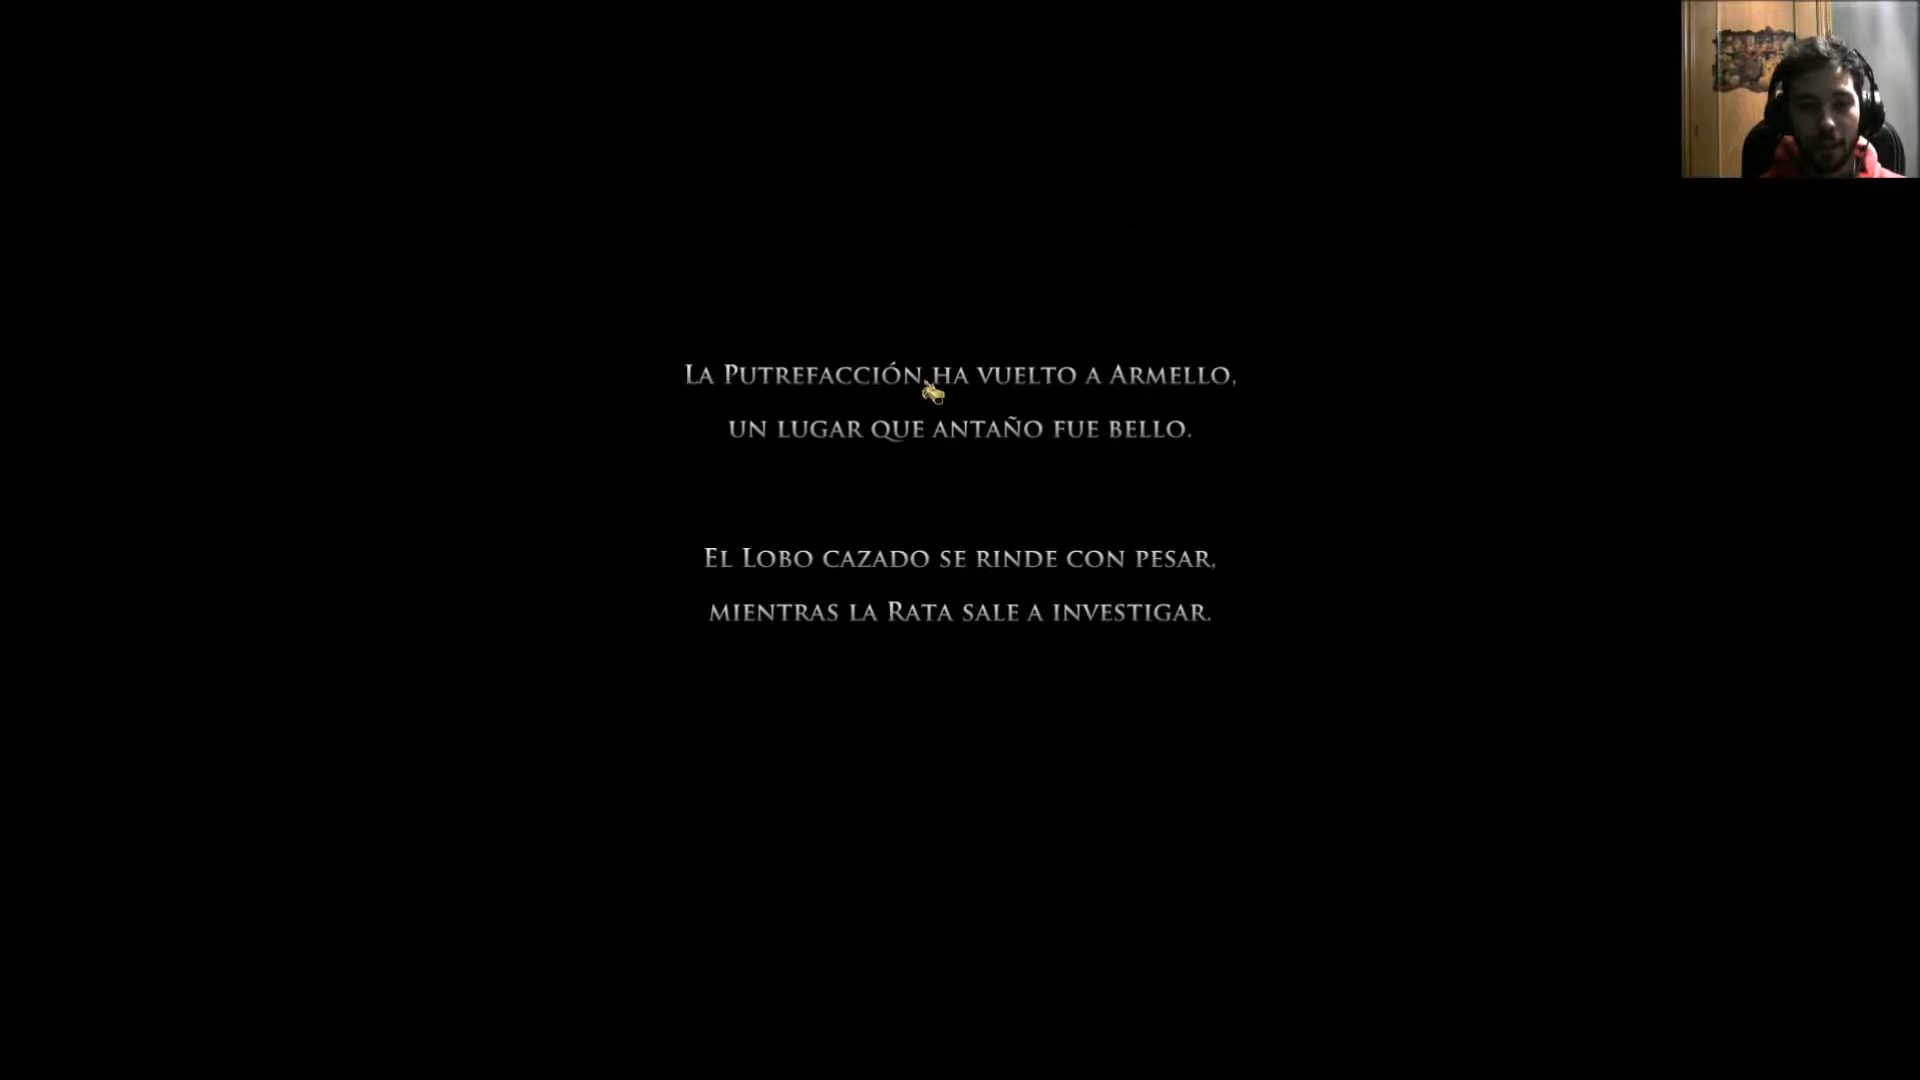 La Putrefacción ha vuelto a Armello,
un lugar que antaño fue bello.
El Lobo cazado se rinde con pesar,
mientras la Rata sale a investigar.